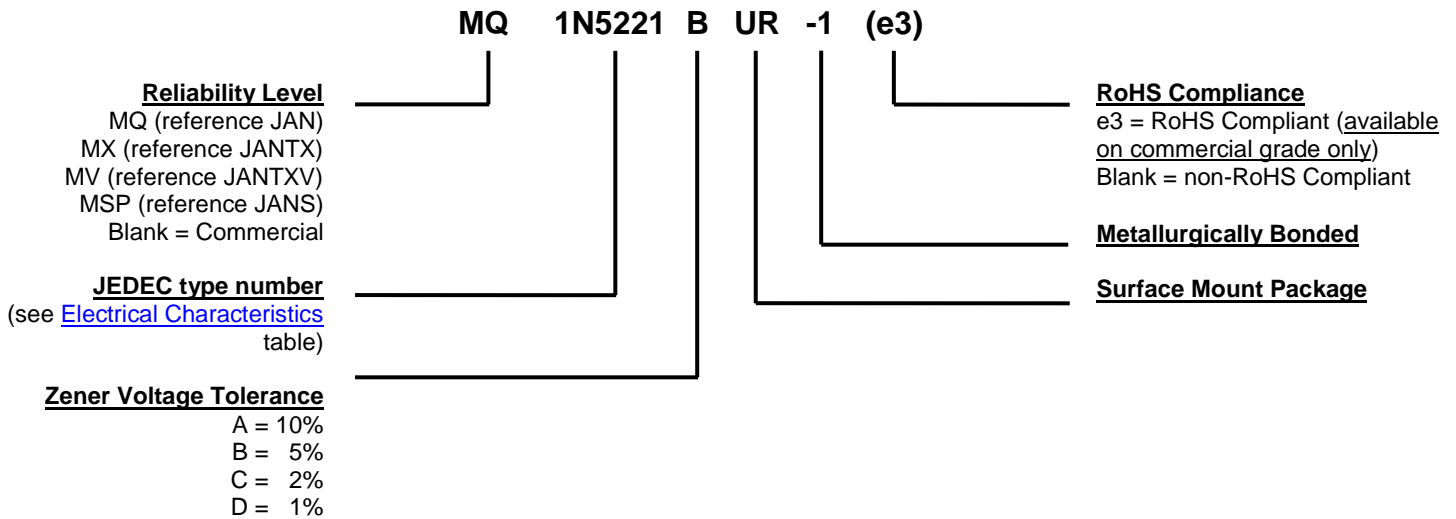 MQ 1N5221 B UR -1 (e3)
Reliability Level
MQ (reference JAN)
MX (reference JANTX)
MV (reference JANTXV)
MSP (reference JANS)
Blank = Commercial
JEDEC type number
(see Electrical Characteristics
table)
Zener Voltage Tolerance
A = 10%
B = 5%
C = 2%
D = 1%
RoHS Compliance
e3 = RoHS Compliant (available
on commercial grade only)
Blank = non-RoHS Compliant
Metallurgically Bonded
Surface Mount Package